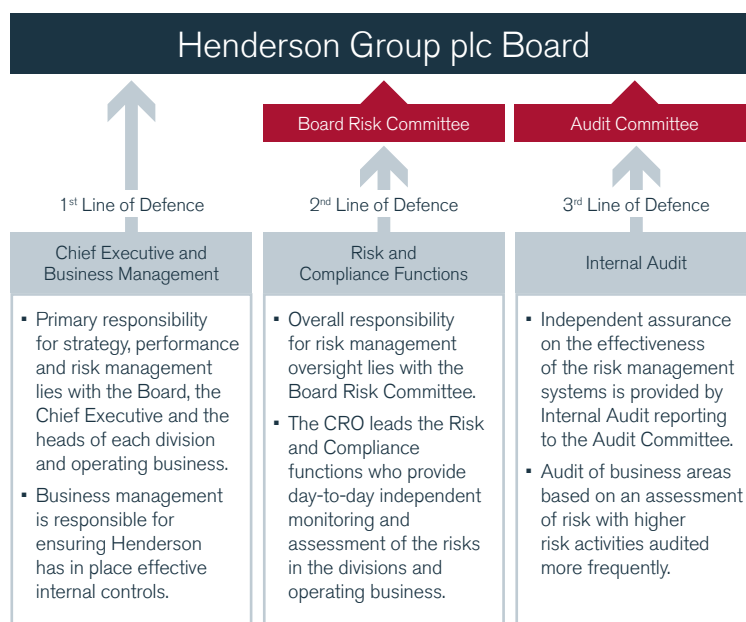 Henderson Group plc Board
Board Risk Committee
Audit Committee
1st Line of Defence
2nd Line of Defence
3rd Line of Defence
Chief Executive and
Business Management
▪ Primary responsibility
for strategy, performance
and risk management
lies with the Board, the
Chief Executive and the
heads of each division
and operating business.
▪ Business management
is responsible for
ensuring Henderson
has in place effective
internal controls.
Risk and
Compliance Functions
▪ Overall responsibility
for risk management
oversight lies with the
Board Risk Committee.
▪ The CRO leads the Risk
and Compliance
functions who provide
day-to-day independent
monitoring and
assessment of the risks
in the divisions and
operating business.
Internal Audit
▪ Independent assurance
on the effectiveness
of the risk management
systems is provided by
Internal Audit reporting
to the Audit Committee.
▪ Audit of business areas
based on an assessment
of risk with higher
risk activities audited
more frequently.